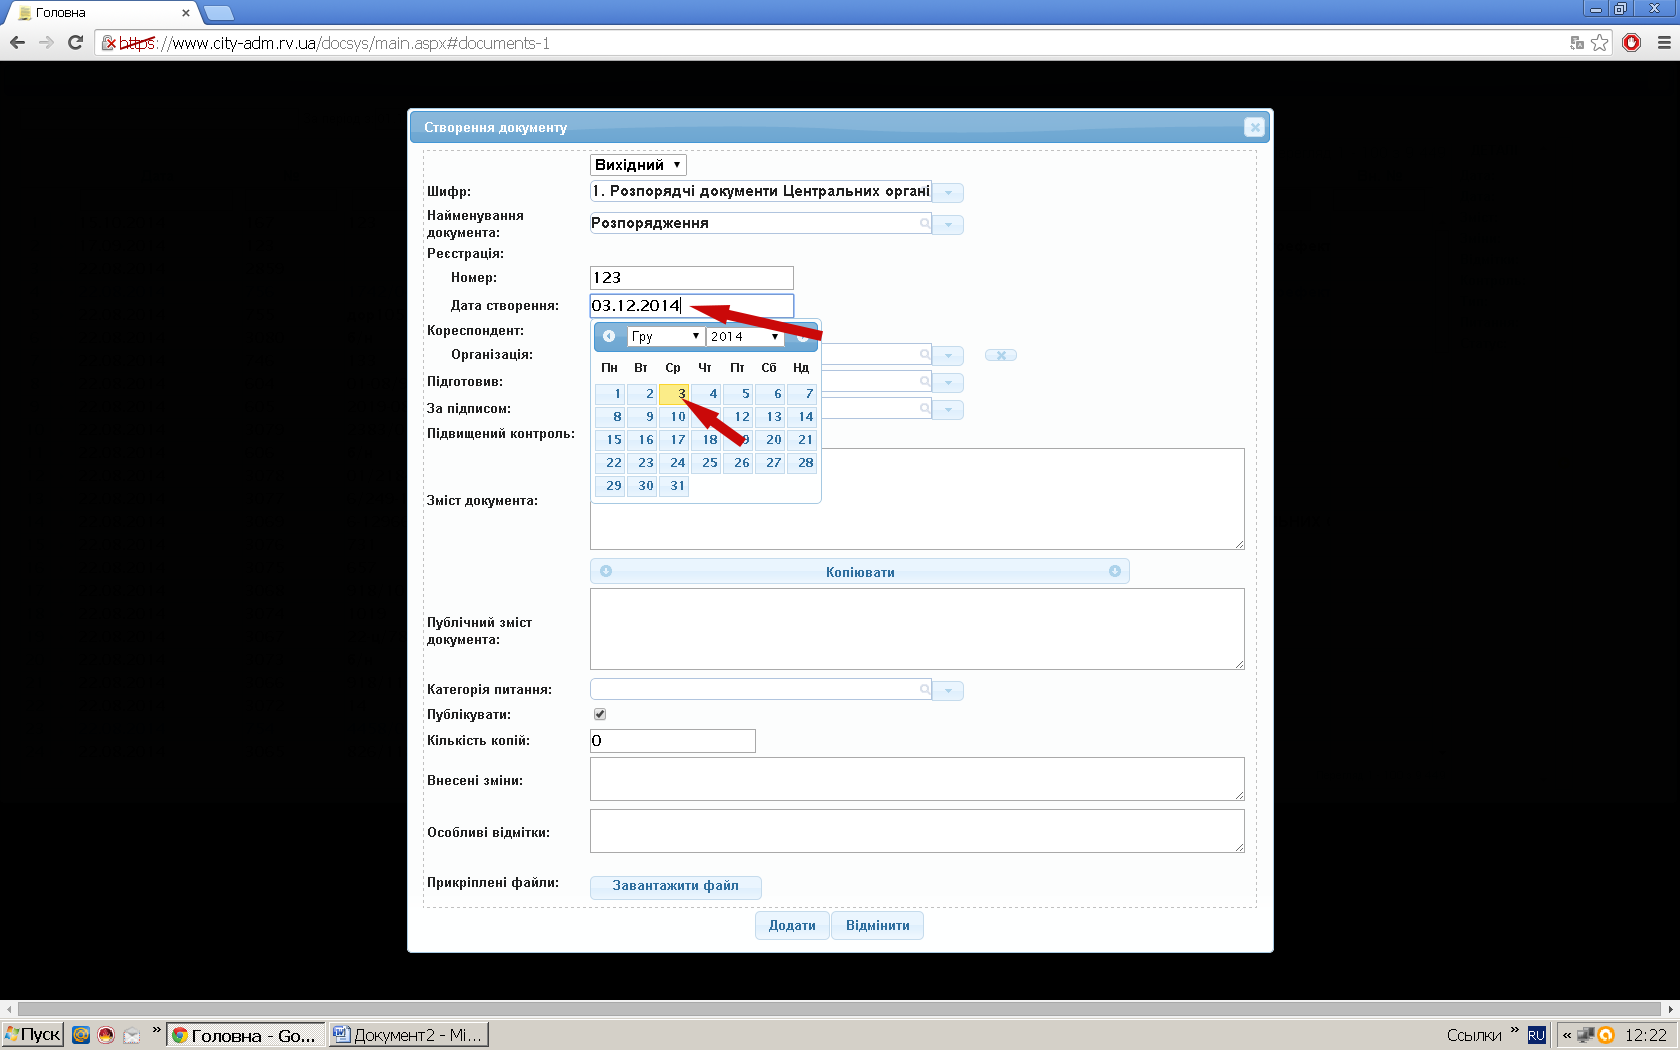 Головна
https://www.city-adm.rv.ua/docsys/main.aspx#documents-1
Створення документу
Вихідний
Шифр:
1. Розпорядчі документи Центральних органі
Найменування
документа:
Розпорядження
Реєстрація:
Номер:
123
Дата створення:
03.12.2014
Кореспондент:
Гру
2014
Організація:
Пн Вт Ср Чт Пт Сб Нд
Підготовив:
1 2 3 4 5 6 7
За підписом:
8 9 10 12 13 14
Підвищений контроль:
15 16 17 18 9 20 21
22 23 24 25 26 27 28
29 30 31
Зміст документа:
Копіювати
Публічний зміст
документа:
Категорія питання:
Публікувати:
Кількість копій:
0
Внесені зміни:
Особливі відмітки:
Прикріплені файли:
Завантажити файл
Додати
Відмінити
Пуск
Головна - Go...
Документ2 - Mi...
Ссылки
RU
12:22